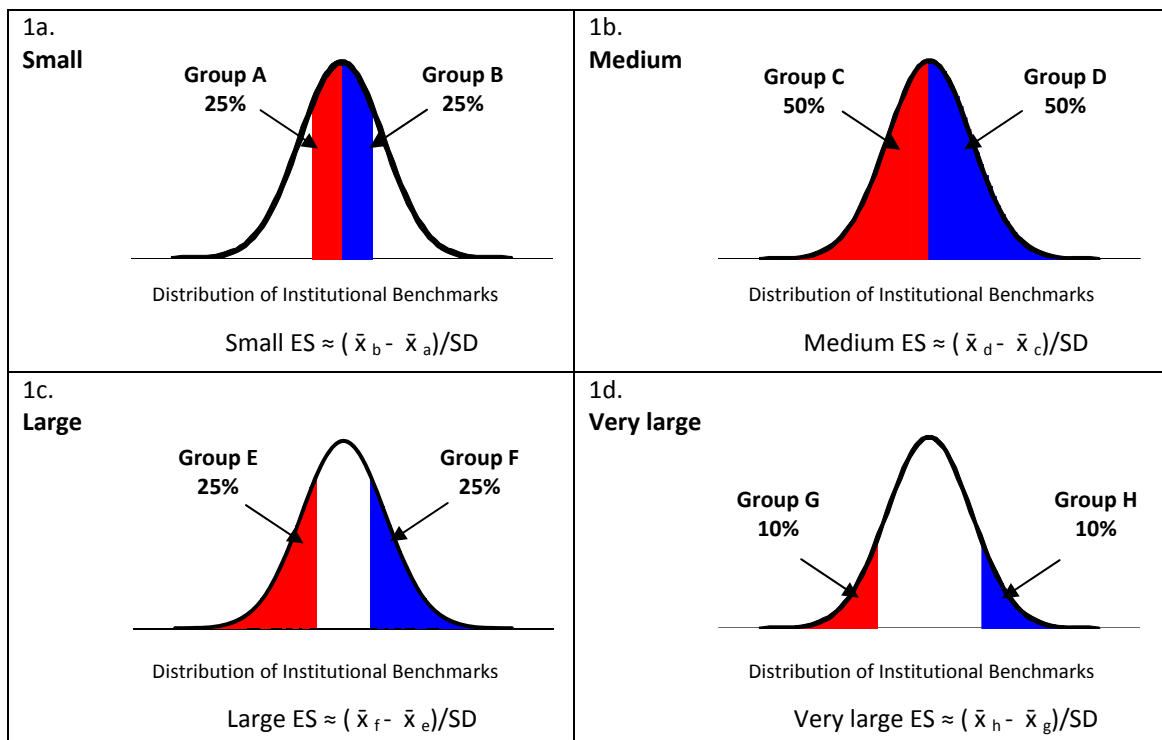 1a.
Small
Group A
25%
Group B
25%
Distribution of Institutional Benchmarks
Small ES ≈ ( x̄ b - x̄ a)/SD
1b.
Medium
Group C
50%
Group D
50%
Distribution of Institutional Benchmarks
Medium ES ≈ ( x̄ d - x̄ c)/SD
1c.
Large
Group E
25%
Group F
25%
Distribution of Institutional Benchmarks
Large ES ≈ ( x̄ f - x̄ e)/SD
1d.
Very large
Group G
10%
Group H
10%
Distribution of Institutional Benchmarks
Very large ES ≈ ( x̄ h - x̄ g)/SD